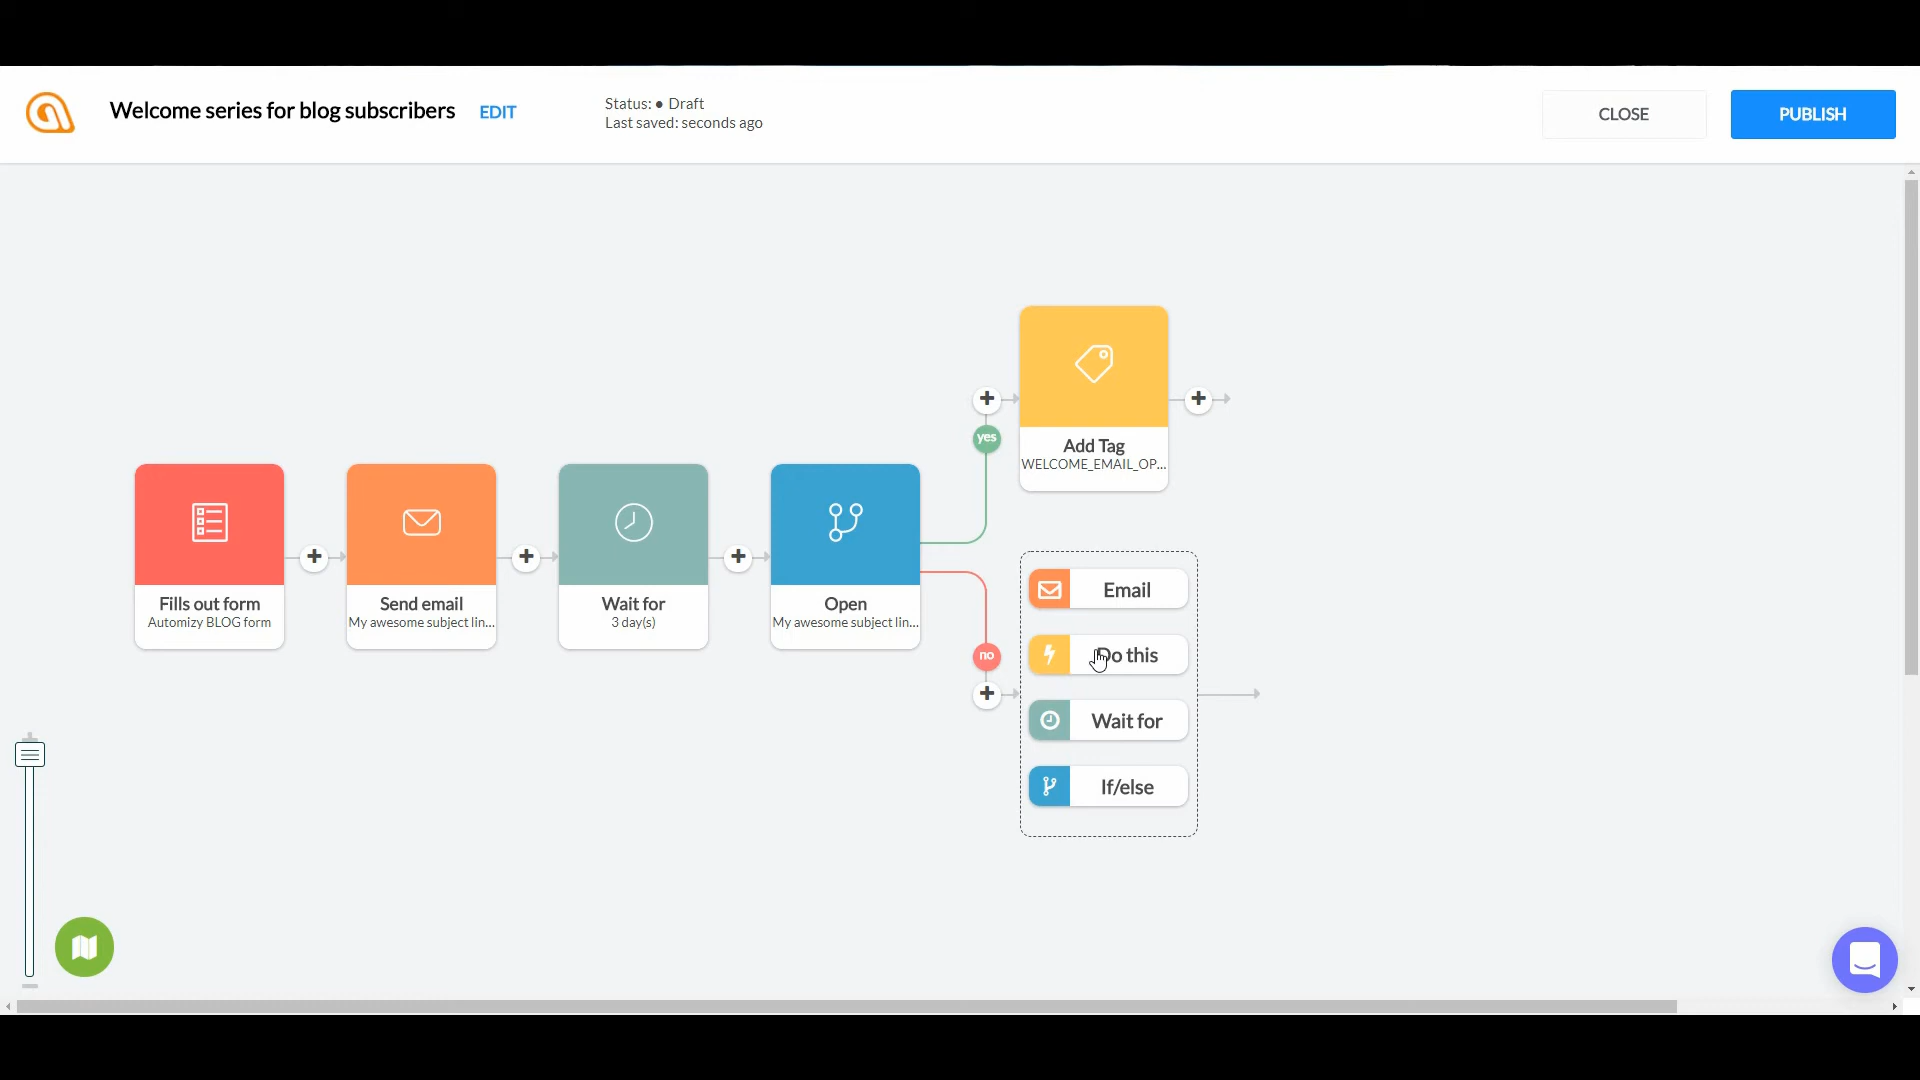 Welcome series for blog subscribers EDIT
Status: ● Draft
Last saved: seconds ago
CLOSE
PUBLISH
Fills out form
Automizy BLOG form
Send email
My awesome subject lin...
Wait for
3 day(s)
Open
My awesome subject lin...
yes
Add Tag
WELCOME_EMAIL_OP...
no
Email
Do this
Wait for
If/else